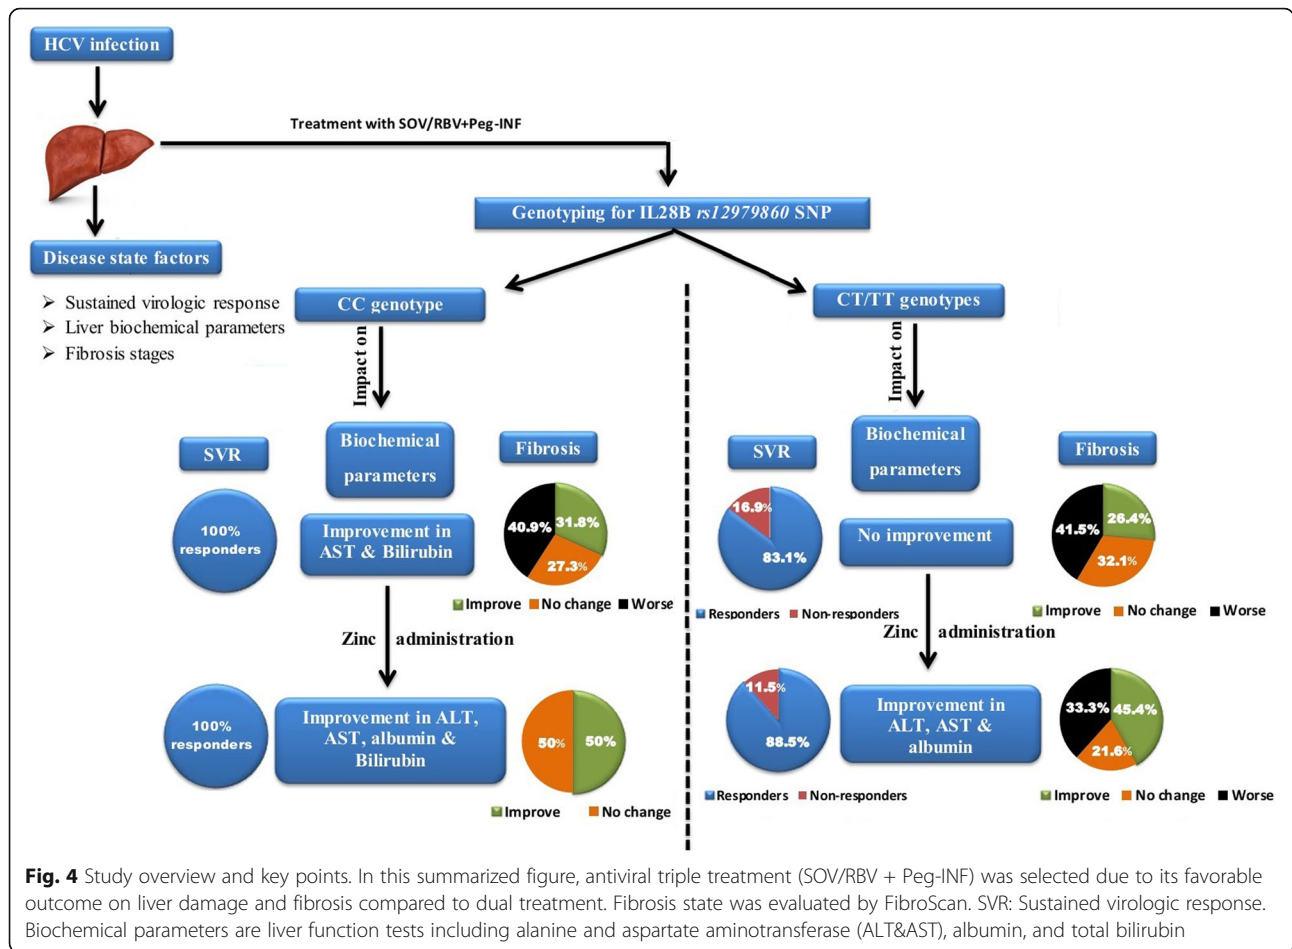 HCV infection
Treatment with SOV/RBV+Peg-INF
Genotyping for IL28B rs12979860 SNP
Disease state factors
➢ Sustained virologic response
➢ Liver biochemical parameters
➢ Fibrosis stages
CC genotype
Impact on
SVR
Biochemical
parameters
Fibrosis
100%
responders
Improvement in
AST & Bilirubin
40.9% 31.8%
27.3%
Improve No change Worse
Zinc administration
100%
responders
Improvement in ALT,
AST, albumin &
Bilirubin
50% 50%
Improve No change
CT/TT genotypes
Impact on
SVR
Biochemical
parameters
Fibrosis
16.9%
83.1%
No improvement
41.5% 26.4%
32.1%
Responders Non-responders
Improve No change Worse
Zinc administration
11.5%
88.5%
Improvement in
ALT, AST &
albumin
33.3% 45.4%
21.6%
Responders Non-responders
Improve No change Worse
Fig. 4 Study overview and key points. In this summarized figure, antiviral triple treatment (SOV/RBV + Peg-INF) was selected due to its favorable
outcome on liver damage and fibrosis compared to dual treatment. Fibrosis state was evaluated by FibroScan. SVR: Sustained virologic response.
Biochemical parameters are liver function tests including alanine and aspartate aminotransferase (ALT&AST), albumin, and total bilirubin